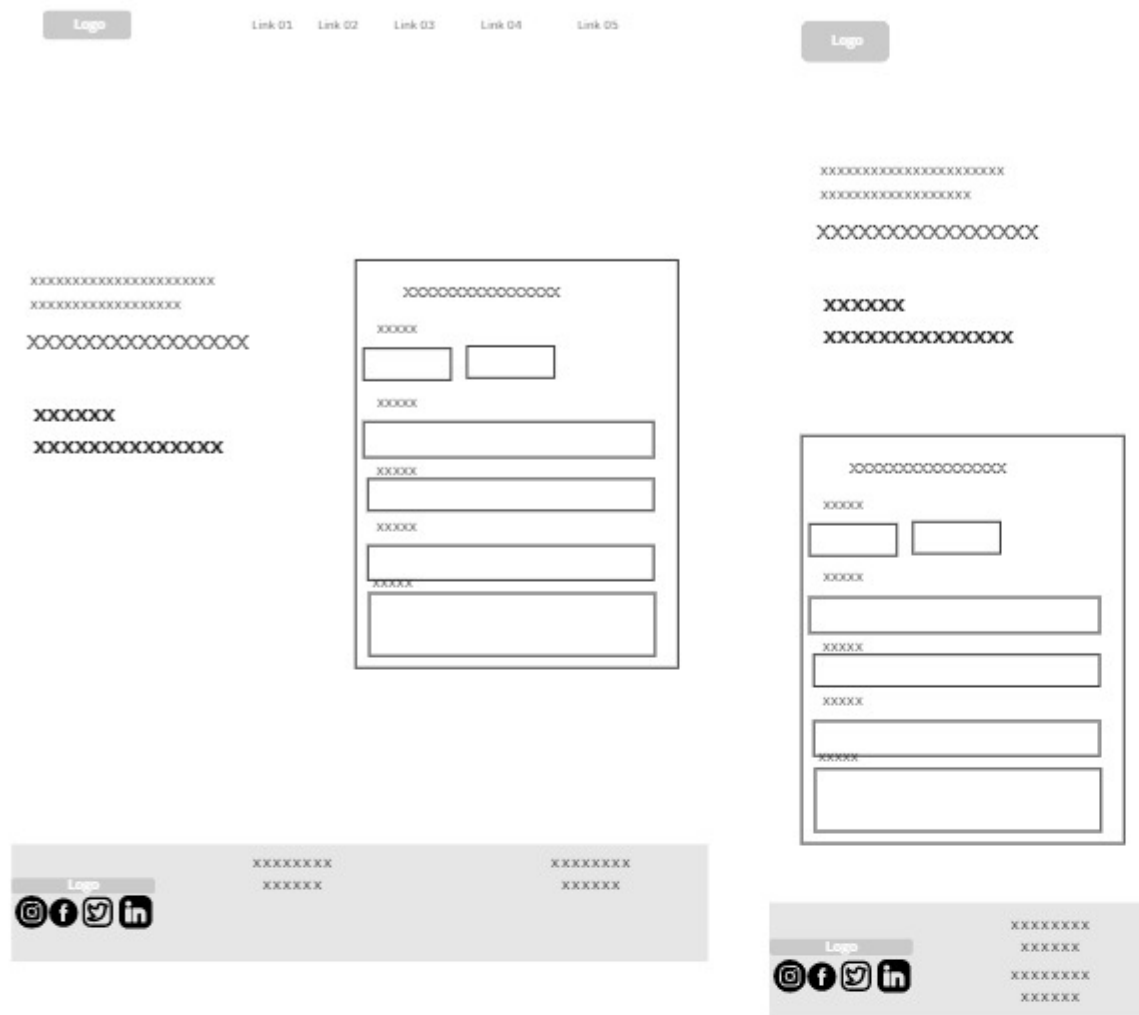 Logo Link 01 Link 02 Link 03 Link 04 Link 05
xxxxxxxxxxxxxxxxxxxxxx
xxxxxxxxxxxxxxxxxx
XXXXXXXXXXXXXXXX
xxxxxx
xxxxxxxxxxxxxx
XXXXXXXXXXXXXXXXX
xxxxx
xxxxx
xxxxx
xxxxx
xxxxx
Logo
xxxxxxxx
xxxxxx
xxxxxxxx
xxxxxx
Logo
xxxxxxxxxxxxxxxxxxxxxx
xxxxxxxxxxxxxxxxxx
XXXXXXXXXXXXXXXX
xxxxxx
xxxxxxxxxxxxxx
XXXXXXXXXXXXXXXXX
xxxxx
xxxxx
xxxxx
xxxxx
xxxxx
Logo
xxxxxxxx
xxxxxx
xxxxxxxx
xxxxxx